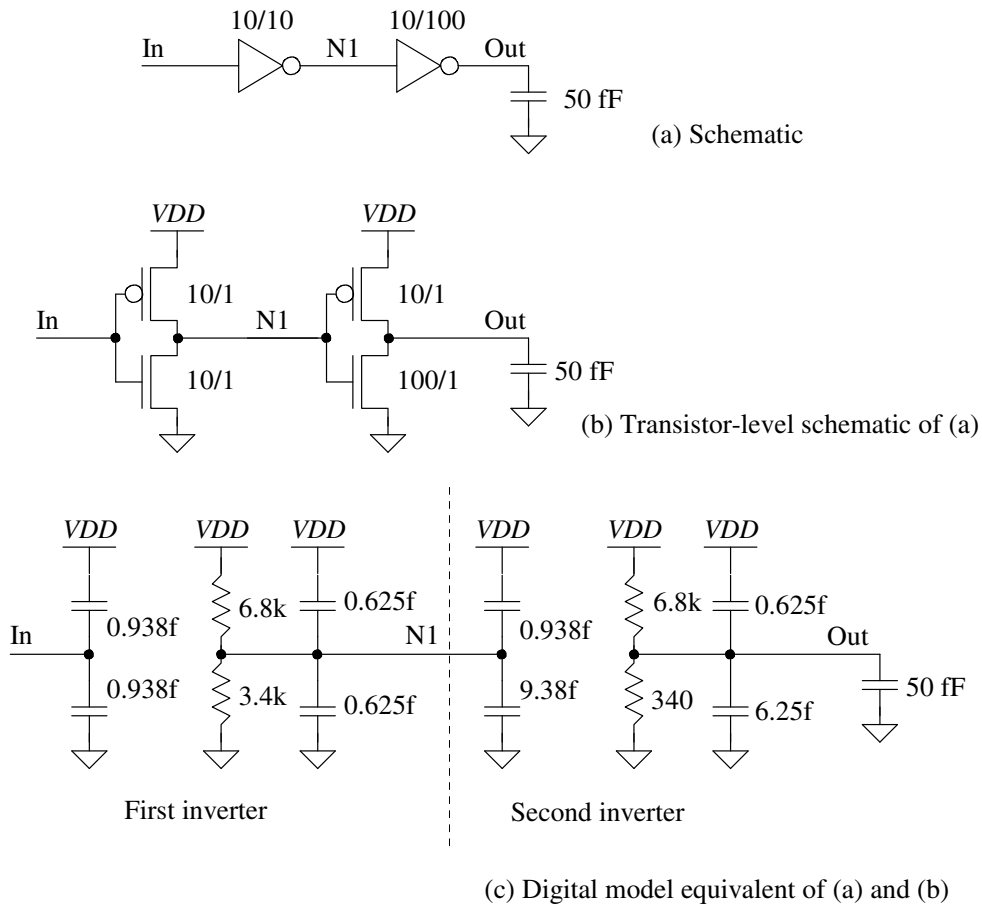 10/10
10/100
In
N1
Out
50 fF
(a) Schematic
VDD
VDD
10/1
10/1
In
N1
Out
10/1
100/1
50 fF
(b) Transistor-level schematic of (a)
VDD
VDD
VDD
VDD
VDD
VDD
0.938f
6.8k
0.625f
0.938f
6.8k
0.625f
In
N1
Out
0.938f
3.4k
0.625f
9.38f
340
6.25f
50 fF
First inverter
Second inverter
(c) Digital model equivalent of (a) and (b)